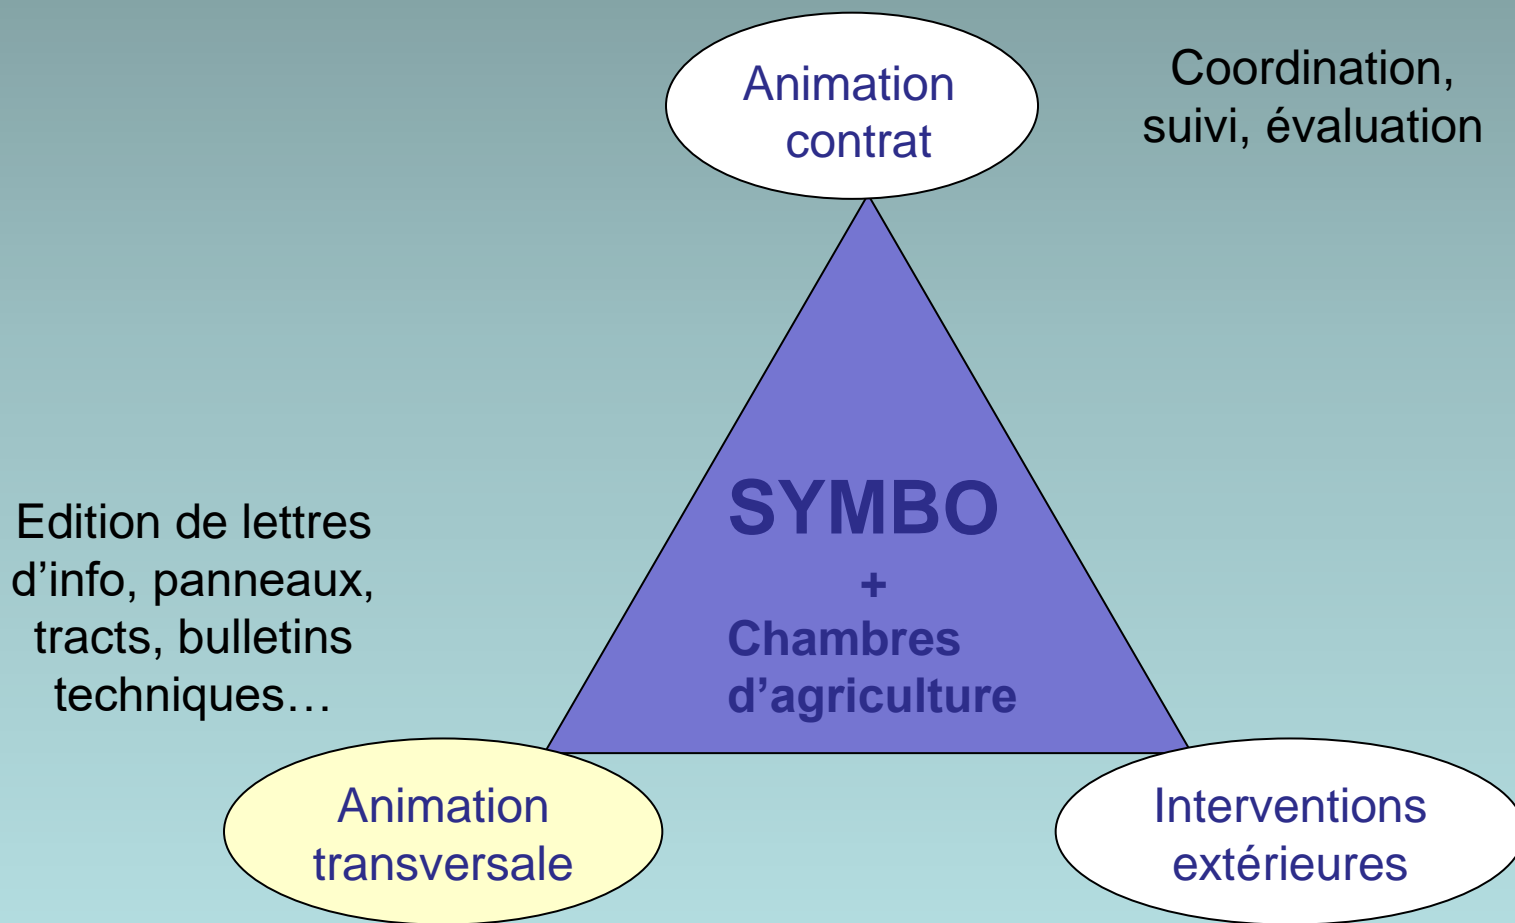 Animation
contrat
Coordination,
suivi, évaluation
SYMBO
+
Chambres
d’agriculture
Edition de lettres
d’info, panneaux,
tracts, bulletins
techniques…
Animation
transversale
Interventions
extérieures